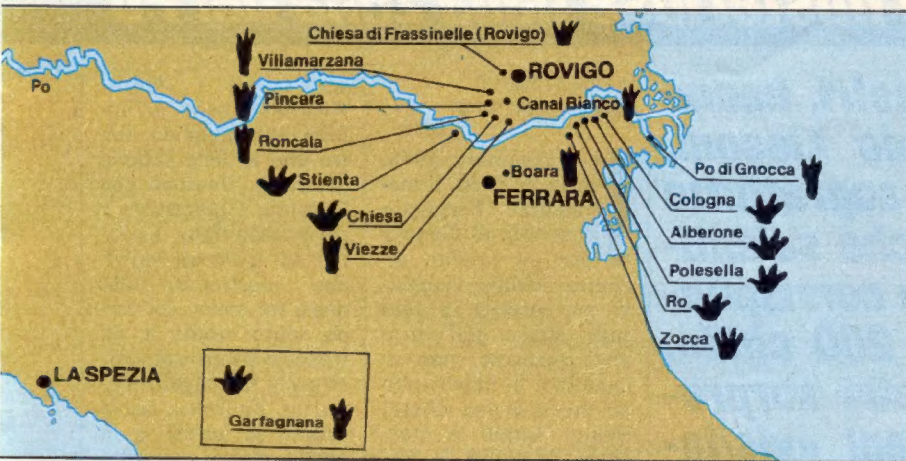 Chiesa di Frassinelle (Rovigo)
Villamarzana
ROVIGO
Po
Pincara
Canal Bianco
Roncala
Po di Gnocca
Stienta
Boara
FERRARA
Cologna
Chiesa
Alberone
Viezze
Polesella
Ro
Zocca
LA SPEZIA
Garfagnana